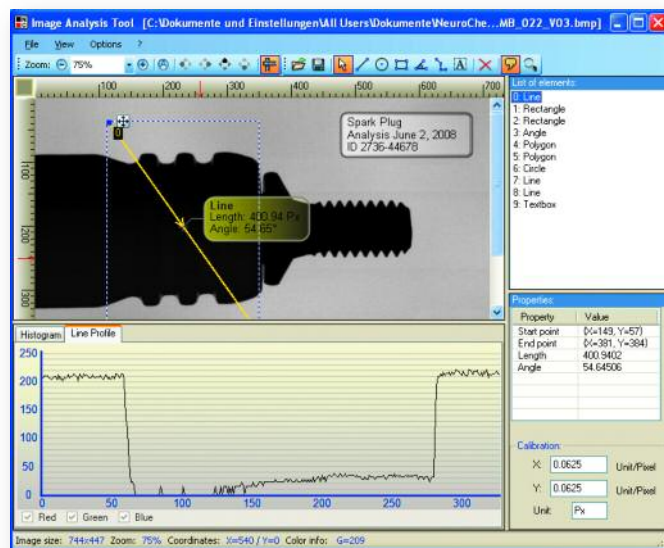 Image Analysis Tool [C:\Dokumente und Einstellungen\All Users\Dokumente\NeuroChe...MB_022_V03.bmp]
File View Options ?
Zoom: 75%
0 100 200 300 400 500 600 700
100
200
300
0
Spark Plug
Analysis June 2, 2008
ID 2736-44678
Line
Length: 400.94 Px
Angle: 54.65°
List of elements:
0: Line
1: Rectangle
2: Rectangle
3: Angle
4: Polygon
5: Polygon
6: Circle
7: Line
8: Line
9: Textbox
Properties:
Property Value
Start point (X=149, Y=57)
End point (X=381, Y=384)
Length 400.9402
Angle 54.64506
Histogram Line Profile
250
200
150
100
50
0
0 50 100 150 200 250 300
Red Green Blue
Calibration:
X: 0.0625 Unit/Pixel
Y: 0.0625 Unit/Pixel
Unit: Px
Image size: 744x447 Zoom: 75% Coordinates: X=540 / Y=0 Color info: G=209